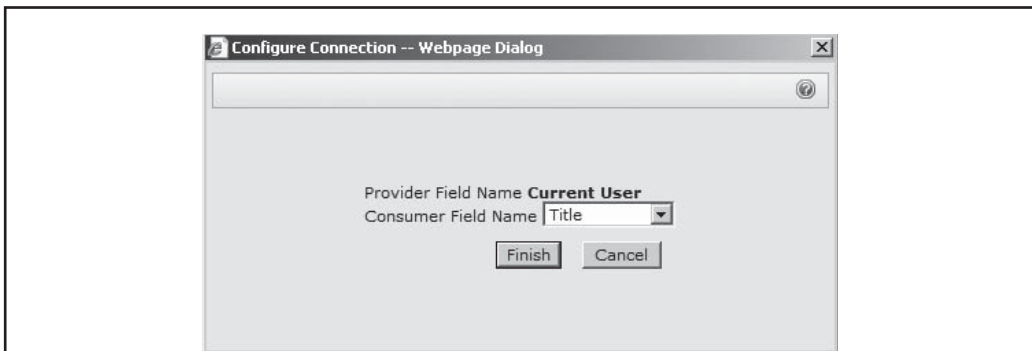 Configure Connection -- Webpage Dialog
Provider Field Name Current User
Consumer Field Name Title
Finish Cancel